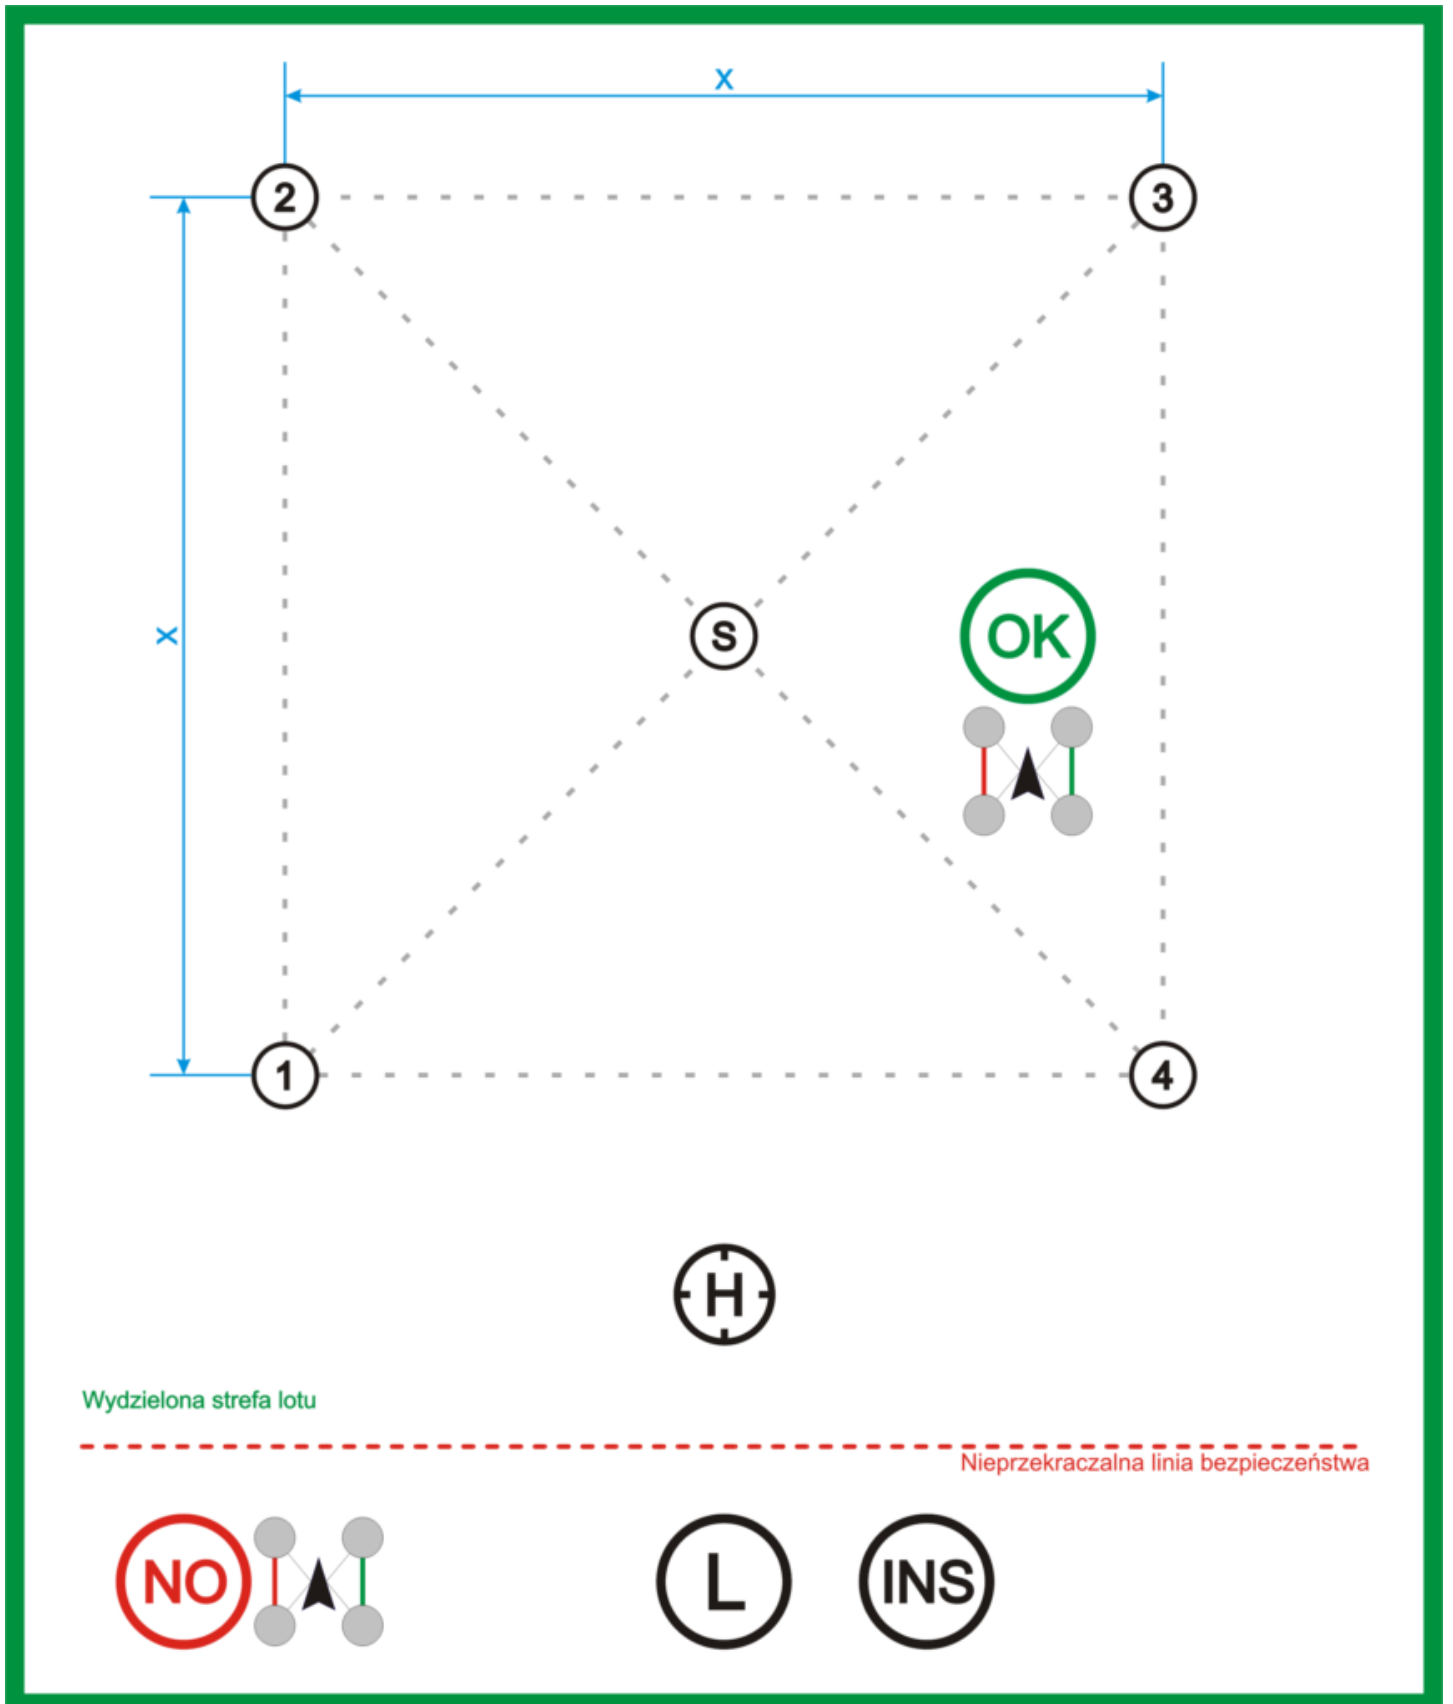 X
2
3
X
S
OK
1
4
H
Wydzielona strefa lotu
Nieprzekraczalna linia bezpieczeństwa
NO
L
INS